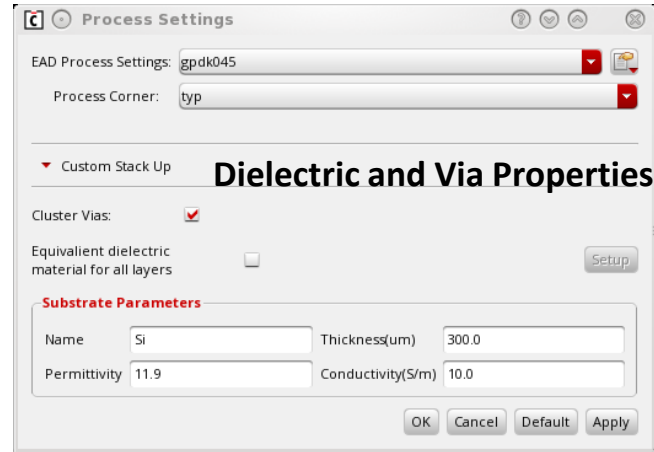 Process Settings
EAD Process Settings: gpdk045
Process Corner: typ
Custom Stack Up
Dielectric and Via Properties
Cluster Vias:
Equivalient dielectric
material for all layers
Setup
Substrate Parameters
Name Si Thickness(um) 300.0
Permittivity 11.9 Conductivity(S/m) 10.0
OK Cancel Default Apply